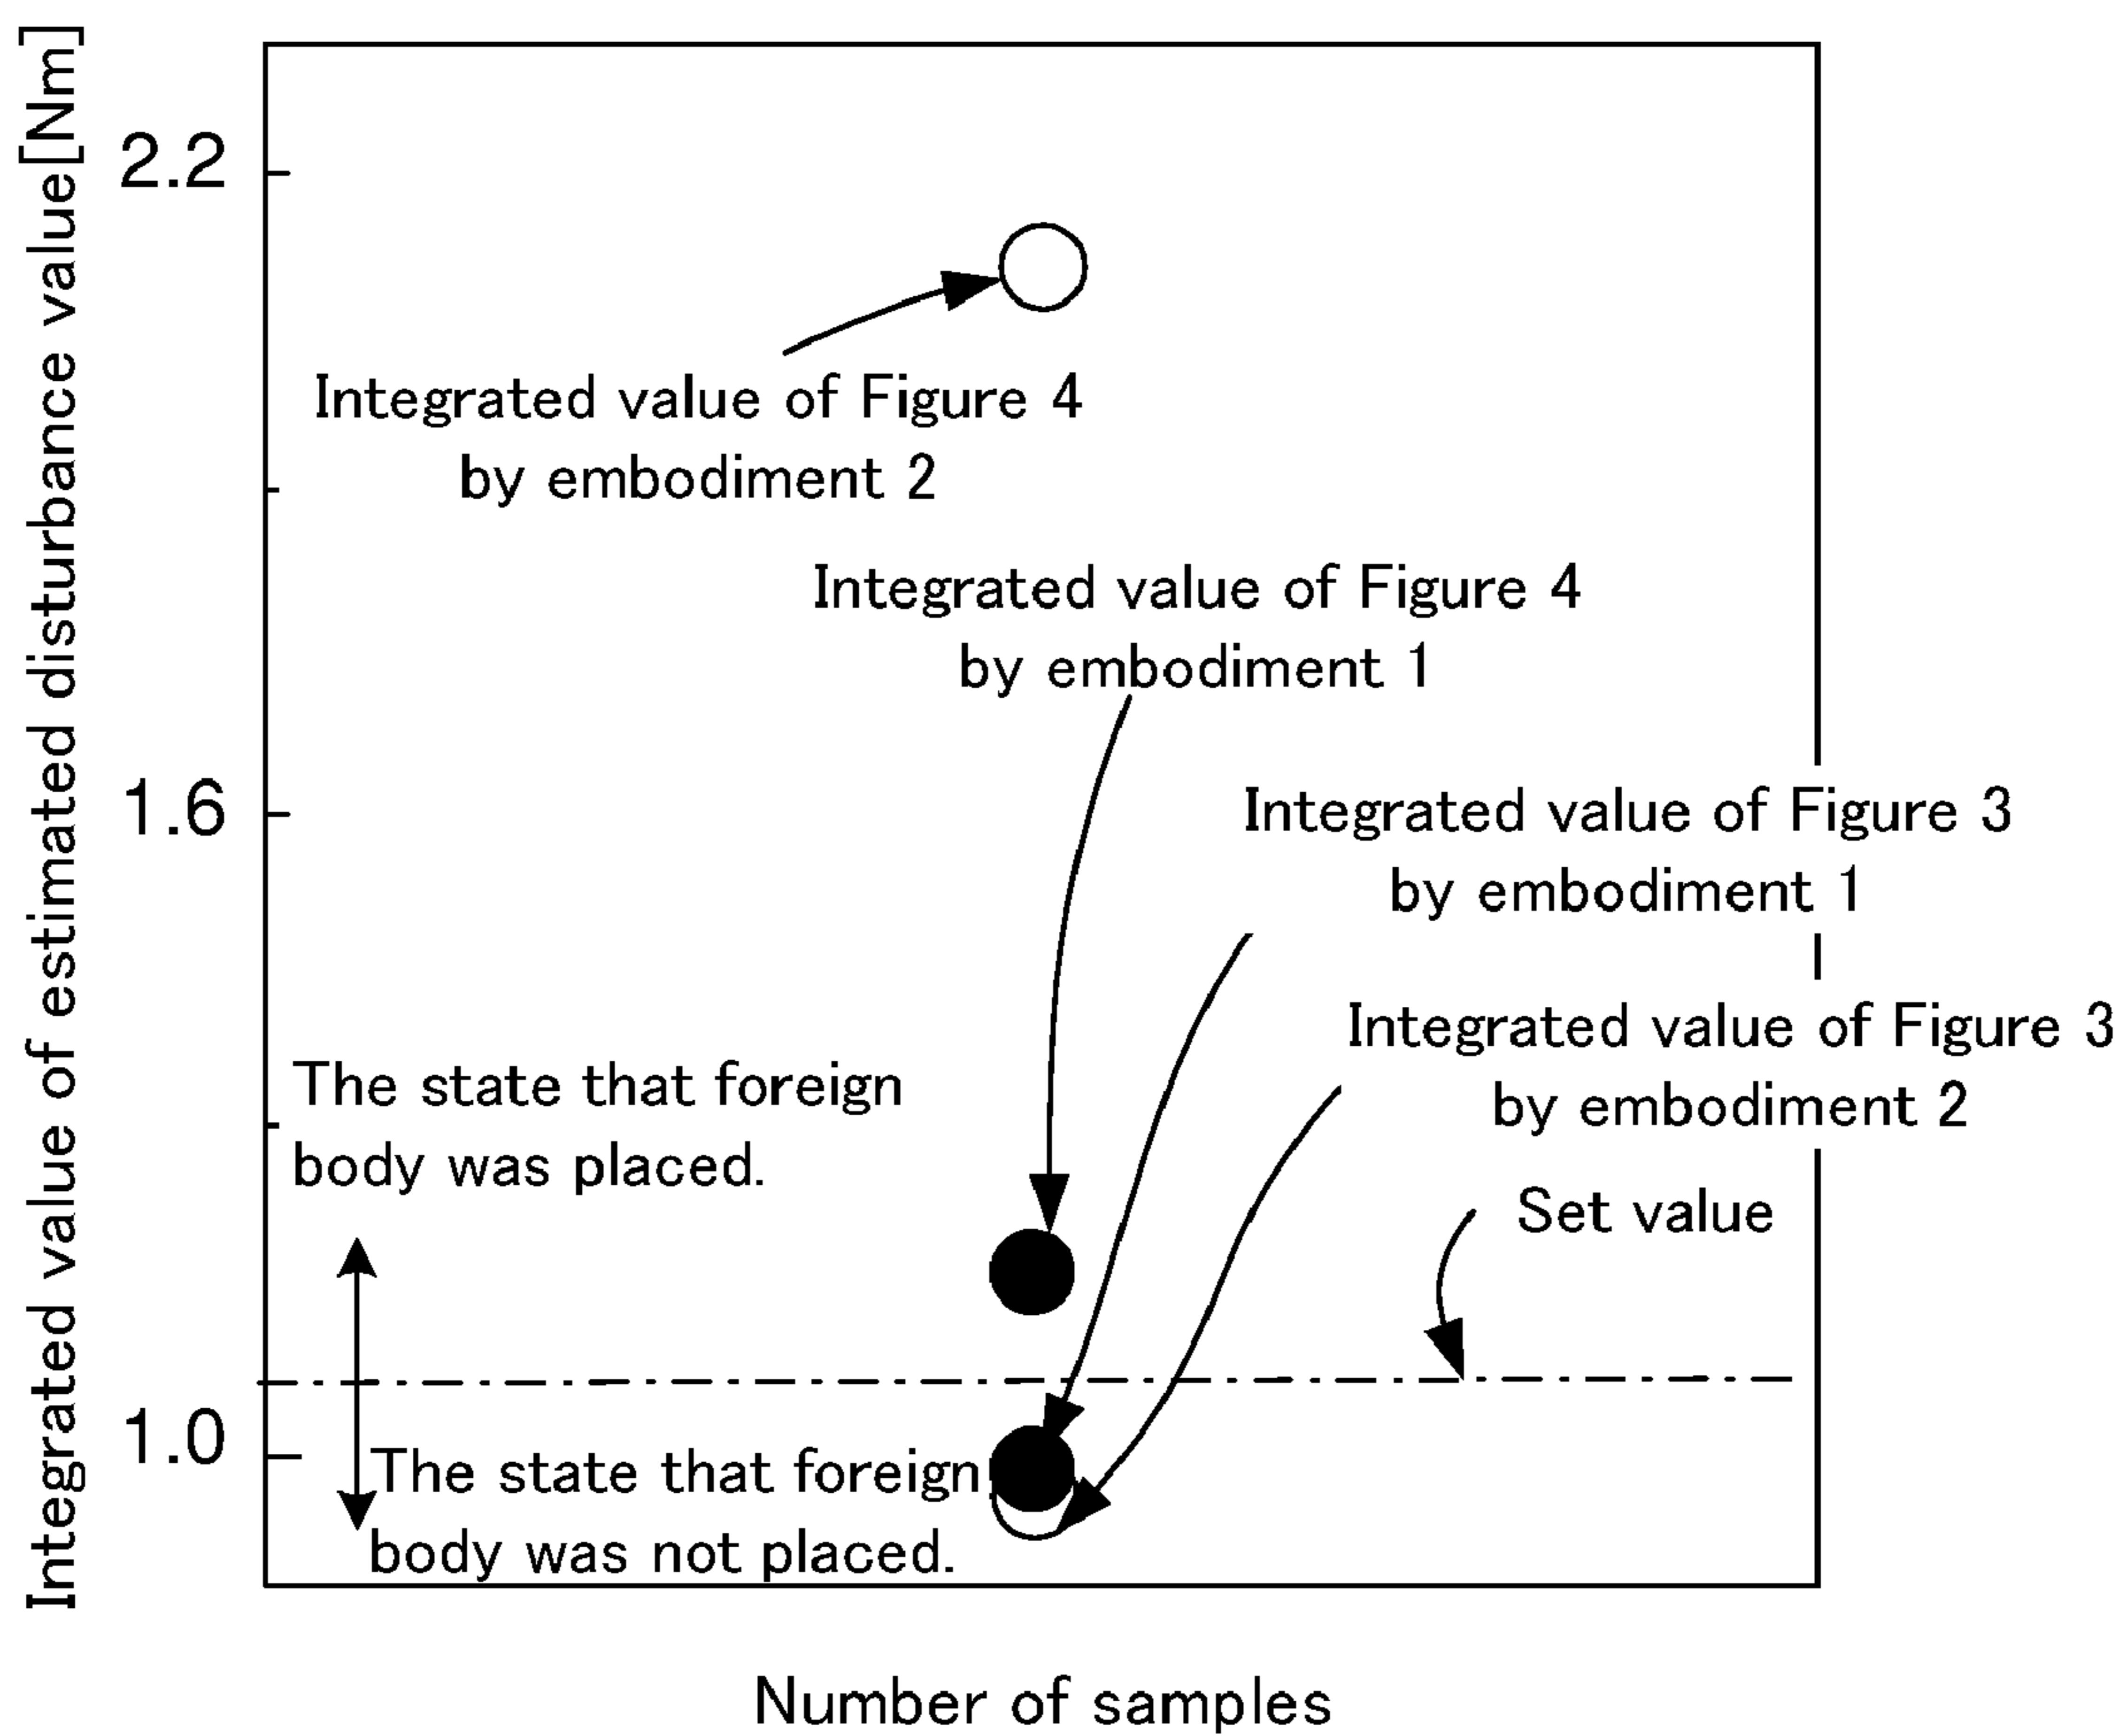 Integrated value of estimated disturbance value[Nm]
2.2
Integrated value of Figure 4
by embodiment 2
Integrated value of Figure 4
by embodiment 1
1.6
Integrated value of Figure 3
by embodiment 1
Integrated value of Figure 3
by embodiment 2
The state that foreign
body was placed.
Set value
1.0
The state that foreign
body was not placed.
Number of samples